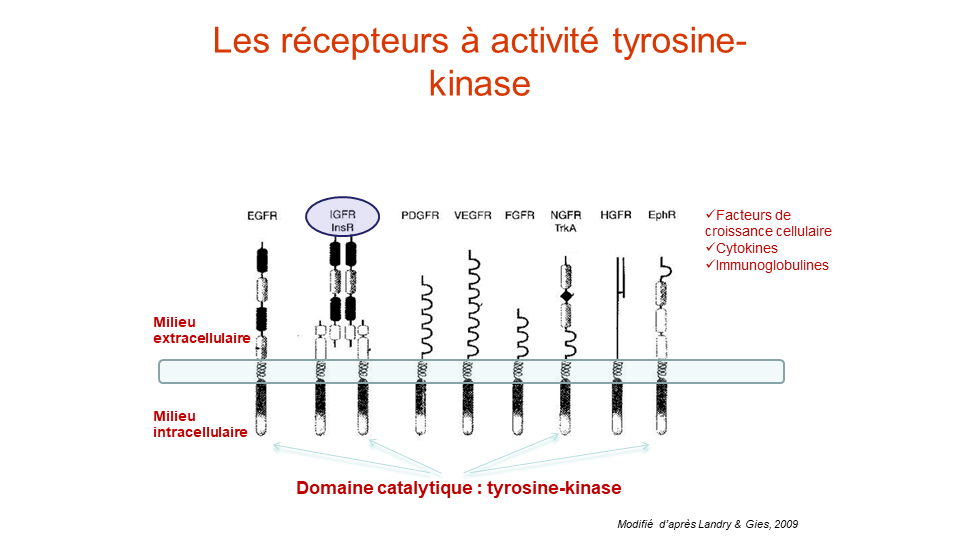 Les récepteurs à activité tyrosine-
kinase
EGFR
IGFR
InsR
PDGFR
VEGFR
FGFR
NGFR
TrkA
HGFR
EphR
✓Facteurs de
croissance cellulaire
✓Cytokines
✓Immunoglobulines
Milieu
extracellulaire
Milieu
intracellulaire
Domaine catalytique : tyrosine-kinase
Modifié d’après Landry & Gies, 2009